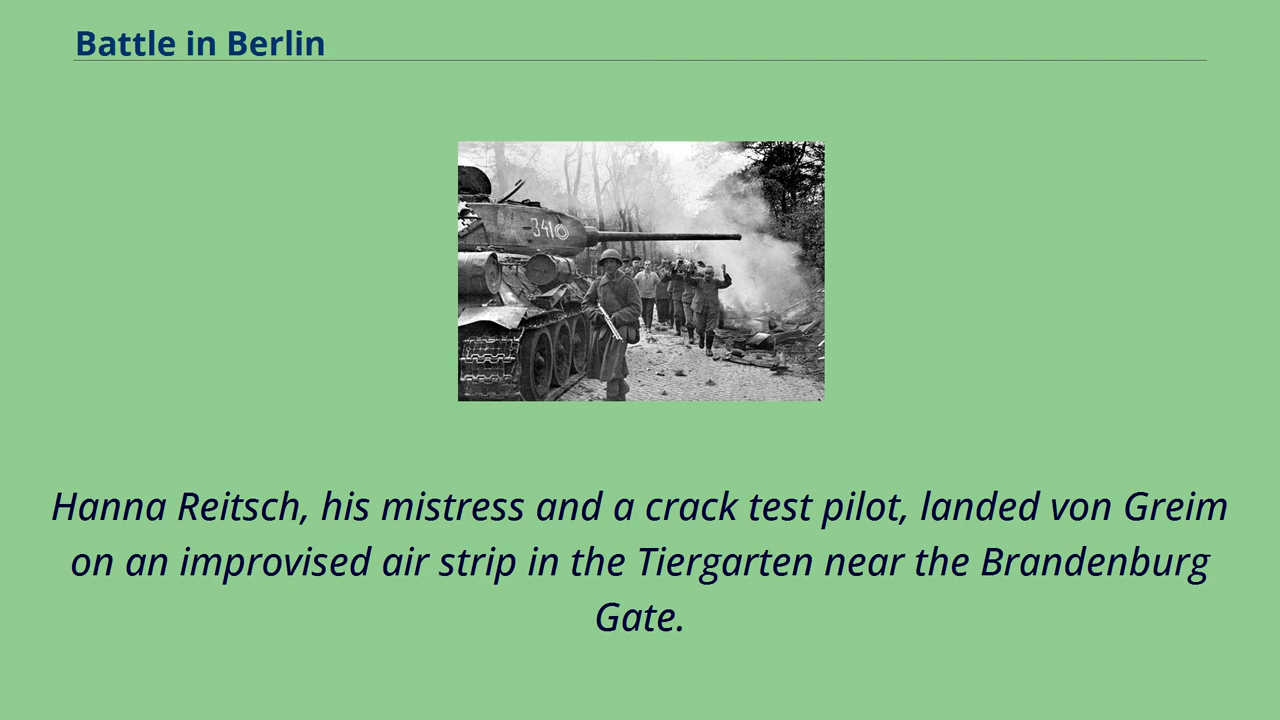 Battle in Berlin
341
Hanna Reitsch, his mistress and a crack test pilot, landed von Greim
on an improvised air strip in the Tiergarten near the Brandenburg
Gate.